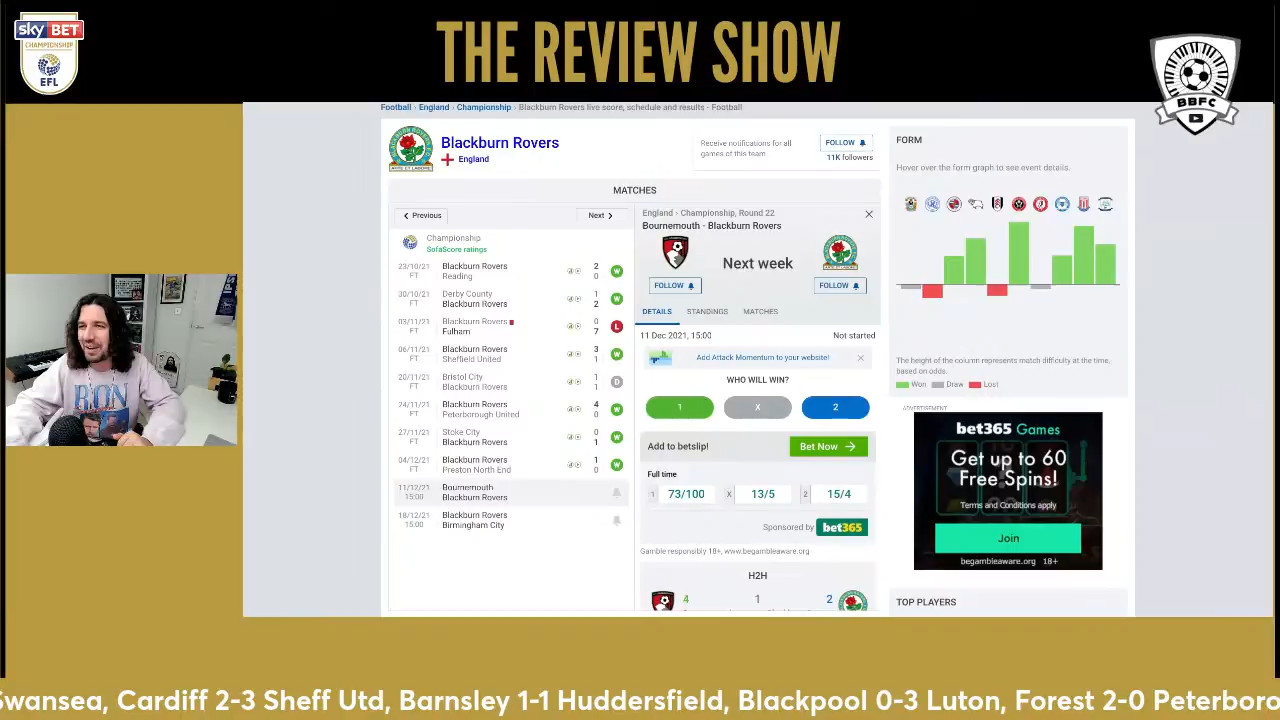 sky BET
CHAMPIONSHIP
EFL
THE REVIEW SHOW
BBFC
Football › England › Championship › Blackburn Rovers live score, schedule and results - Football
Blackburn Rovers
England
Receive notifications for all
games of this team
FOLLOW
11K followers
MATCHES
Previous
Next
Championship
SofaScore ratings
23/10/21 Blackburn Rovers 2
FT Reading 0 W
30/10/21 Derby County 1
FT Blackburn Rovers 2 W
03/11/21 Blackburn Rovers 0
FT Fulham 7 L
06/11/21 Blackburn Rovers 3
FT Sheffield United 1 W
20/11/21 Bristol City 1
FT Blackburn Rovers 1 D
24/11/21 Blackburn Rovers 4
FT Peterborough United 0 W
27/11/21 Stoke City 0
FT Blackburn Rovers 1 W
04/12/21 Blackburn Rovers 1
FT Preston North End 0 W
11/12/21 Bournemouth
15:00 Blackburn Rovers
18/12/21 Blackburn Rovers
15:00 Birmingham City
England - Championship, Round 22
Bournemouth - Blackburn Rovers
Next week
FOLLOW
FOLLOW
DETAILS STANDINGS MATCHES
11 Dec 2021, 15:00 Not started
Add Attack Momentum to your website!
WHO WILL WIN?
1 X 2
Add to betslip! Bet Now
Full time
1 73/100 X 13/5 2 15/4
Sponsored by bet365
Gamble responsibly 18+, www.begambleaware.org
H2H
4 1 2
FORM
Hover over the form graph to see event details.
The height of the column represents match difficulty at the time,
based on odds.
Won Draw Lost
ADVERTISEMENT
bet365 Games
Get up to 60
Free Spins!
Terms and Conditions apply
Join
begambleaware.org 18+
TOP PLAYERS
Swansea, Cardiff 2-3 Sheff Utd, Barnsley 1-1 Huddersfield, Blackpool 0-3 Luton, Forest 2-0 Peterboro